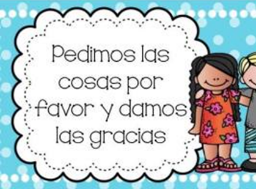 Pedimos las
cosas por
favor y damos
las gracias